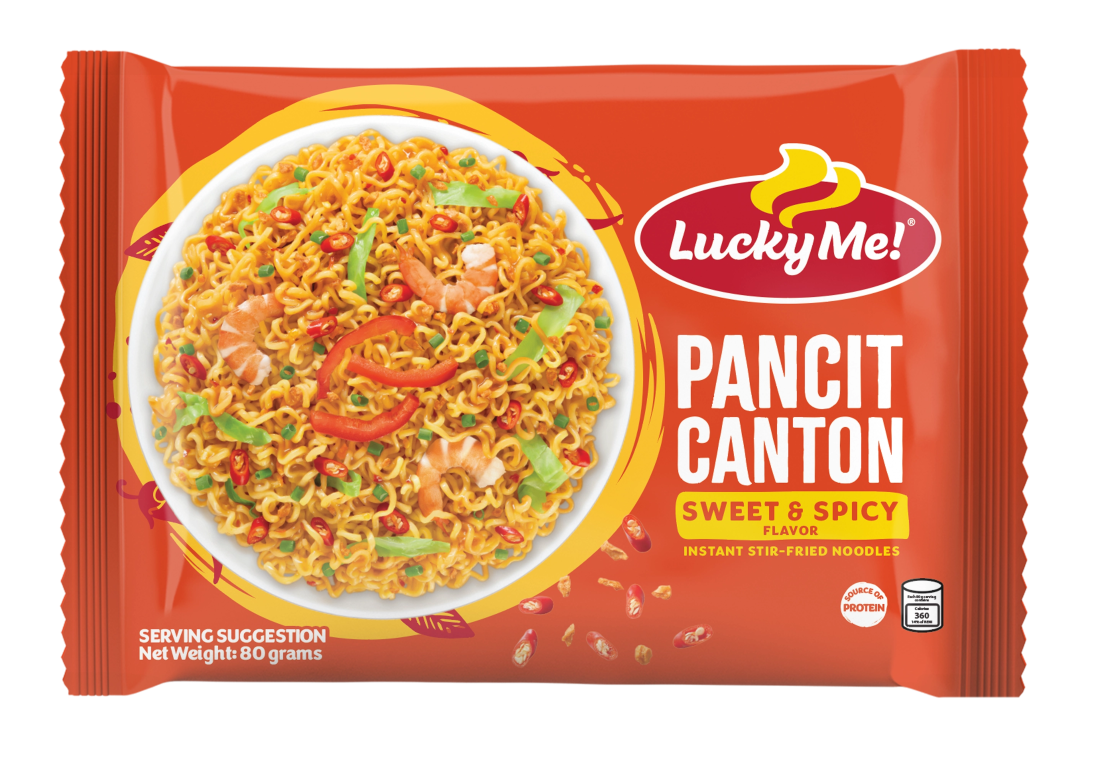 Lucky Me!®
PANCIT
CANTON
SWEET & SPICY
FLAVOR
INSTANT STIR-FRIED NOODLES
SOURCE OF
PROTEIN
Calories
360
SERVING SUGGESTION
Net Weight: 80 grams